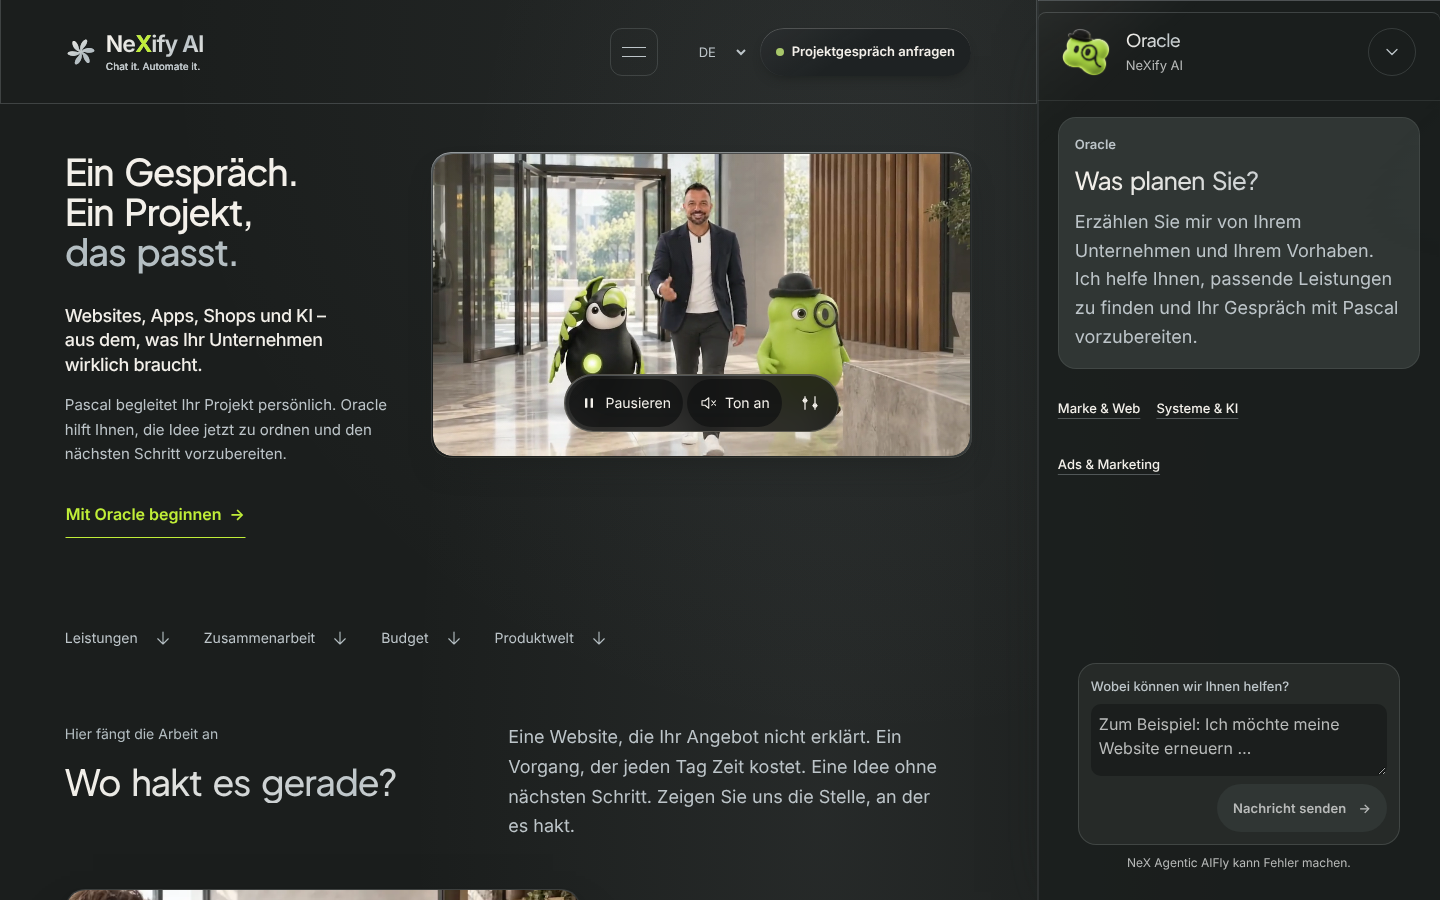 NeXify AI
Chat it. Automate it.
DE
Projektgespräch anfragen
Ein Gespräch.
Ein Projekt,
das passt.
Websites, Apps, Shops und KI –
aus dem, was Ihr Unternehmen
wirklich braucht.
Pascal begleitet Ihr Projekt persönlich. Oracle
hilft Ihnen, die Idee jetzt zu ordnen und den
nächsten Schritt vorzubereiten.
Mit Oracle beginnen →
Pausieren
Ton an
Leistungen ↓
Zusammenarbeit ↓
Budget ↓
Produktwelt ↓
Hier fängt die Arbeit an
Wo hakt es gerade?
Eine Website, die Ihr Angebot nicht erklärt. Ein
Vorgang, der jeden Tag Zeit kostet. Eine Idee ohne
nächsten Schritt. Zeigen Sie uns die Stelle, an der
es hakt.
Oracle
NeXify AI
Oracle
Was planen Sie?
Erzählen Sie mir von Ihrem
Unternehmen und Ihrem Vorhaben.
Ich helfe Ihnen, passende Leistungen
zu finden und Ihr Gespräch mit Pascal
vorzubereiten.
Marke & Web
Systeme & KI
Ads & Marketing
Wobei können wir Ihnen helfen?
Zum Beispiel: Ich möchte meine
Website erneuern ...
Nachricht senden →
NeX Agentic AIFly kann Fehler machen.